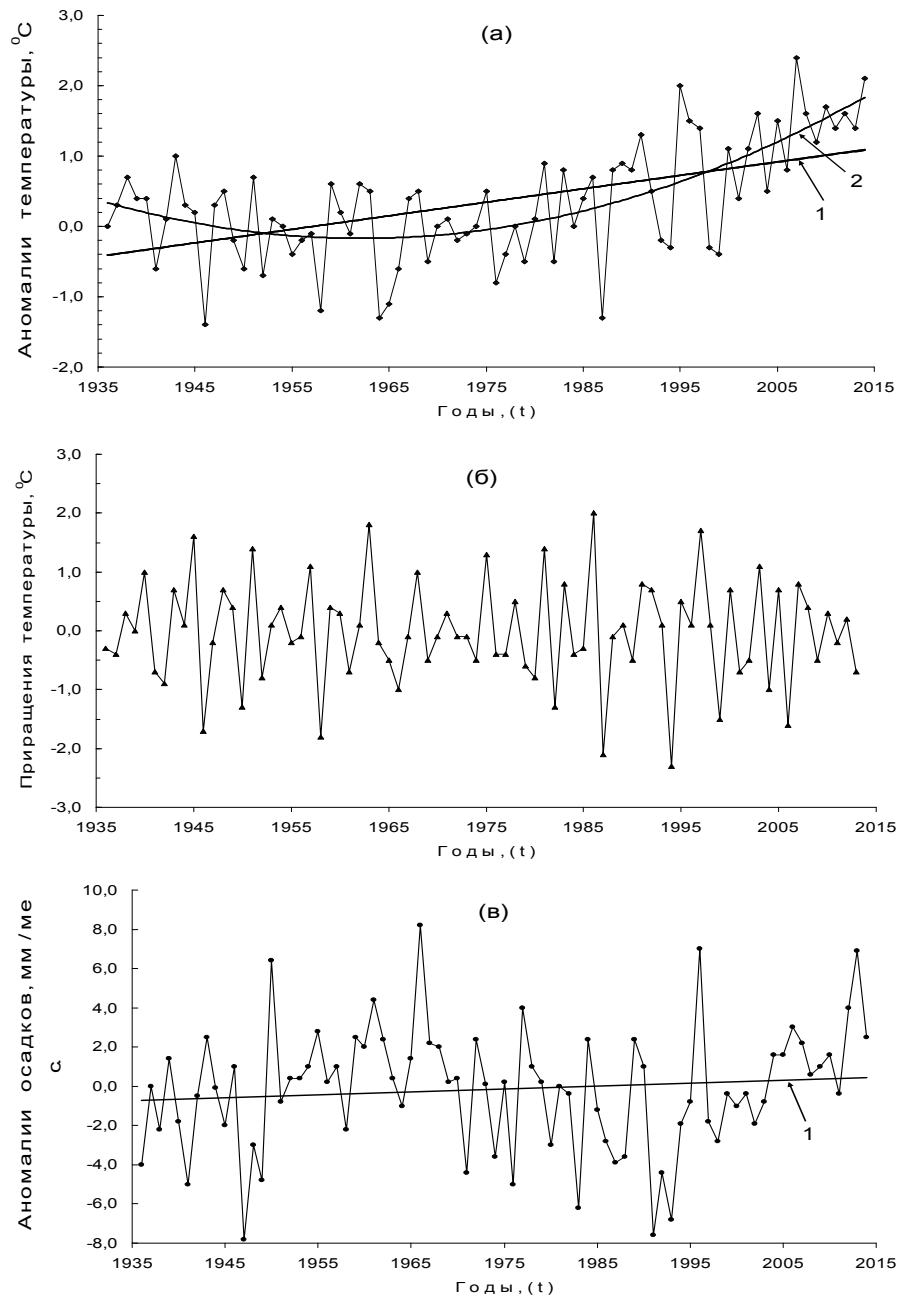 (а)
Аномалии температуры, ⁰С
3,0
2,0
1,0
0,0
-1,0
-2,0
2
1
1935 1945 1955 1965 1975 1985 1995 2005 2015
Годы, (t)
(б)
Приращения температуры, ⁰С
3,0
2,0
1,0
0,0
-1,0
-2,0
-3,0
1935 1945 1955 1965 1975 1985 1995 2005 2015
Годы, (t)
(в)
Аномалии осадков, мм/ме
с.
10,0
8,0
6,0
4,0
2,0
0,0
-2,0
-4,0
-6,0
-8,0
1
1935 1945 1955 1965 1975 1985 1995 2005 2015
Годы, (t)